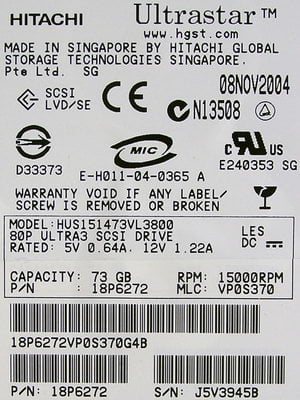 HITACHI Ultrastar™
www.hgst.com
MADE IN SINGAPORE BY HITACHI GLOBAL
STORAGE TECHNOLOGIES SINGAPORE.
Pte Ltd. SG
08NOV2004
SCSI
LVD/SE
CE
N13508
MIC
C UR US
D33373
E-H011-04-0365 A
E240353 SG
WARRANTY VOID IF ANY LABEL/
SCREW IS REMOVED OR BROKEN
MODEL:HUS151473VL3800
80P ULTRA3 SCSI DRIVE
RATED: 5V 0.64A. 12V 1.22A
LES
DC
CAPACITY: 73 GB RPM: 15000RPM
P/N : 18P6272 MLC: VP0S370
18P6272VP0S370G4B
P/N: 18P6272 S/N: J5V3945B